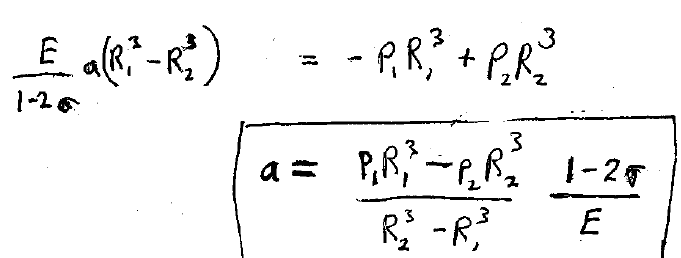 E/(1-2σ) a(R₁³ - R₂³) = - P₁R₁³ + P₂R₂³
a = (P₁R₁³ - P₂R₂³)/(R₂³ - R₁³) (1-2σ)/E